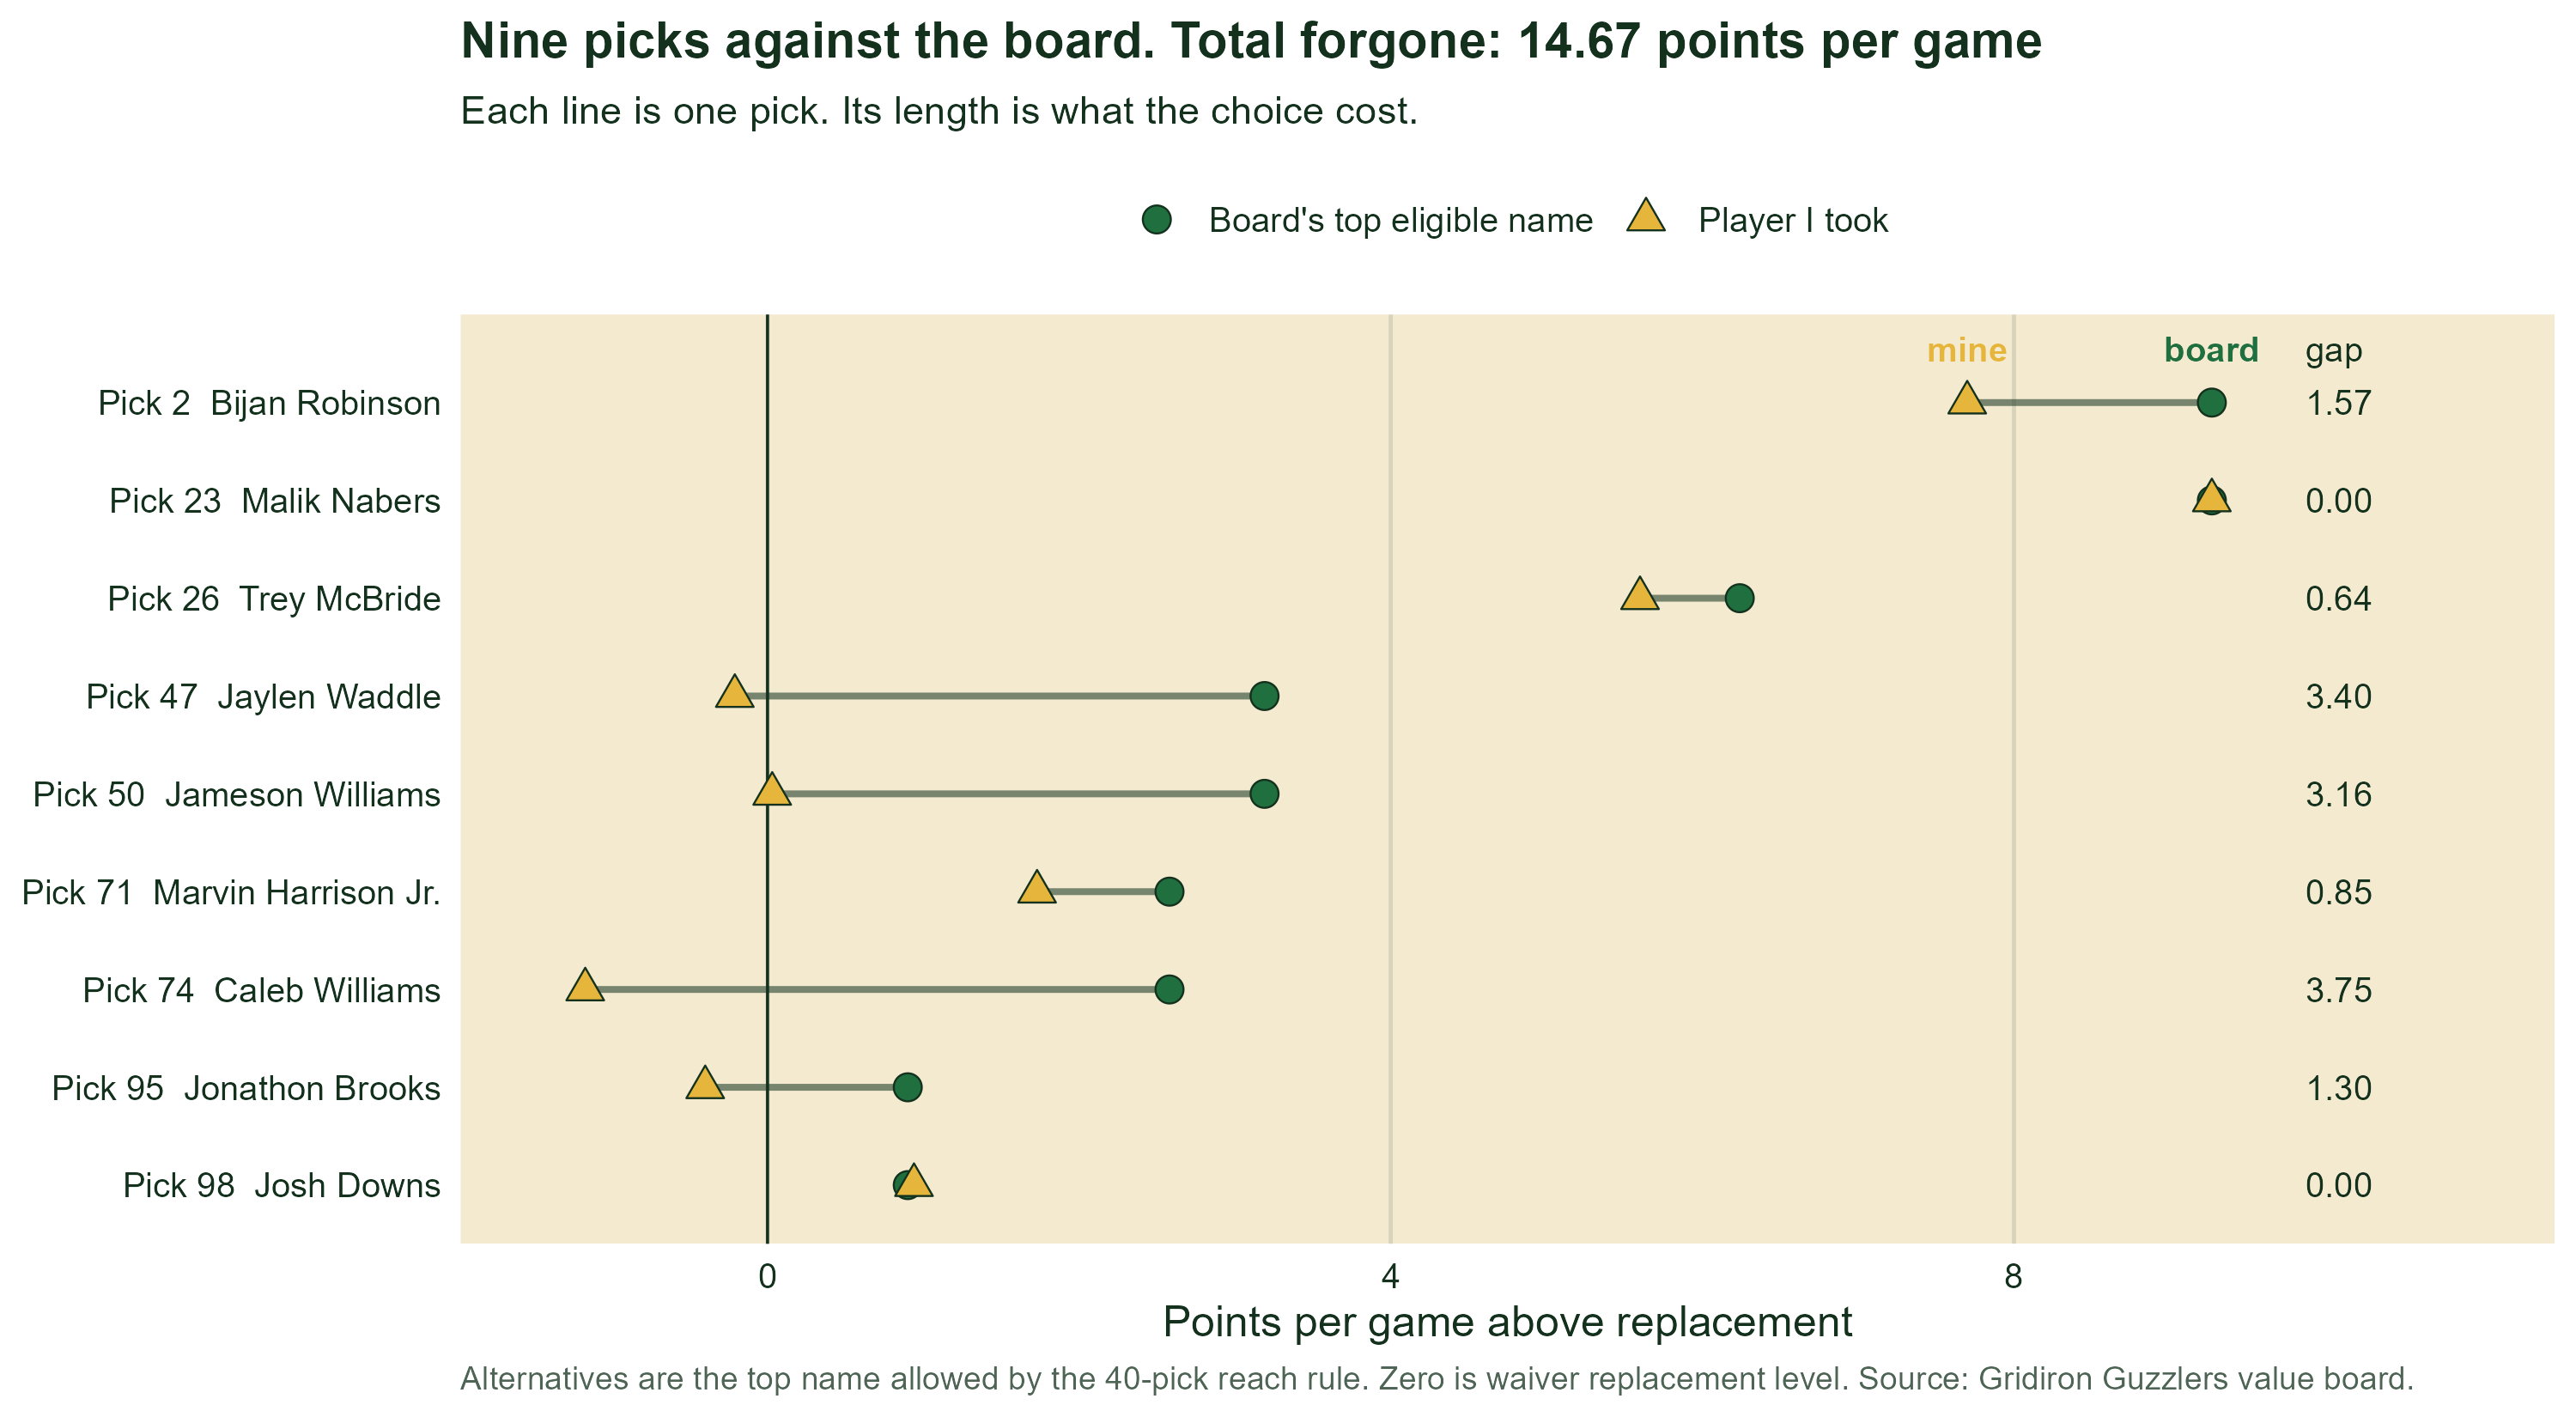 Nine picks against the board. Total forgone: 14.67 points per game
Each line is one pick. Its length is what the choice cost.
Board's top eligible name
Player I took
mine board gap
Pick 2 Bijan Robinson 1.57
Pick 23 Malik Nabers 0.00
Pick 26 Trey McBride 0.64
Pick 47 Jaylen Waddle 3.40
Pick 50 Jameson Williams 3.16
Pick 71 Marvin Harrison Jr. 0.85
Pick 74 Caleb Williams 3.75
Pick 95 Jonathon Brooks 1.30
Pick 98 Josh Downs 0.00
0 4 8
Points per game above replacement
Alternatives are the top name allowed by the 40-pick reach rule. Zero is waiver replacement level. Source: Gridiron Guzzlers value board.